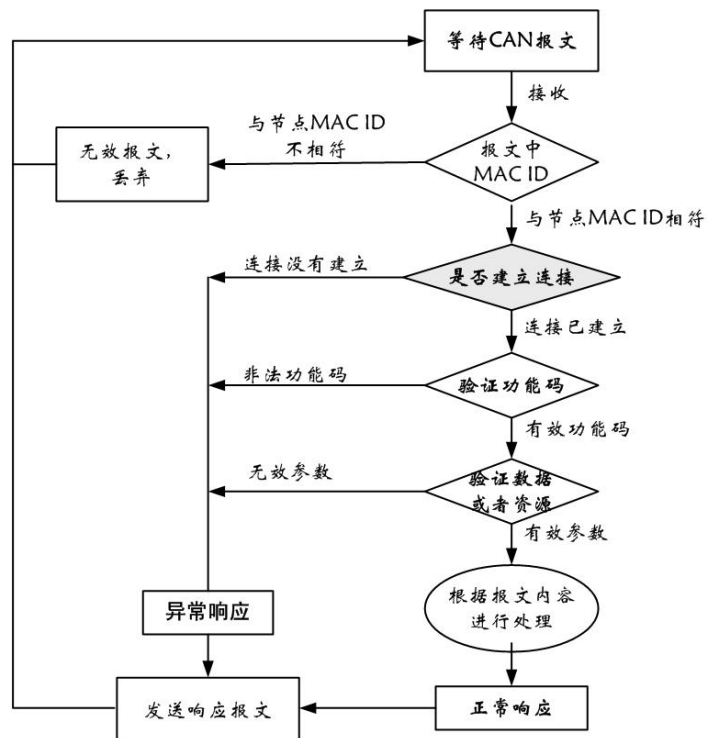 等待CAN报文
接收
与节点MAC ID
不相符
无效报文，
丢弃
报文中
MAC ID
与节点MAC ID相符
连接没有建立
是否建立连接
连接已建立
非法功能码
验证功能码
有效功能码
无效参数
验证数据
或者资源
有效参数
根据报文内容
进行处理
异常响应
发送响应报文
正常响应